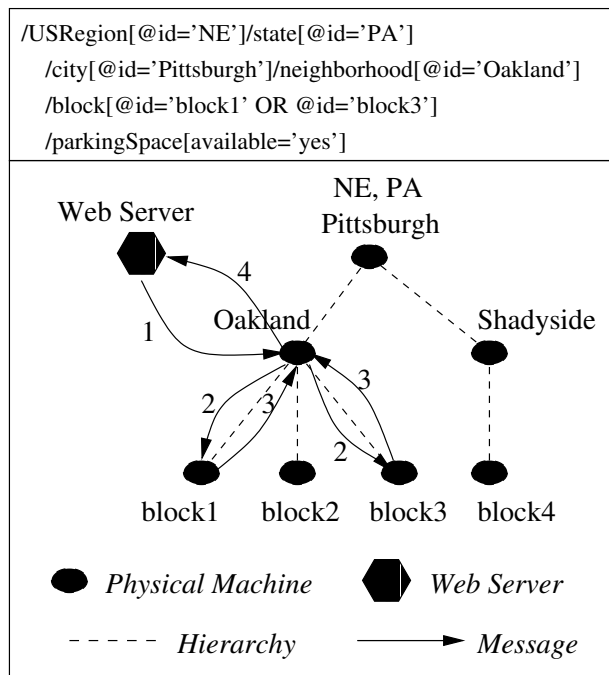 /USRegion[@id='NE']/state[@id='PA']
/city[@id='Pittsburgh']/neighborhood[@id='Oakland']
/block[@id='block1' OR @id='block3']
/parkingSpace[available='yes']
NE, PA
Web Server
Pittsburgh
4
1
Oakland
Shadyside
2
3
3
2
block1
block2
block3
block4
Physical Machine
Web Server
Hierarchy
Message